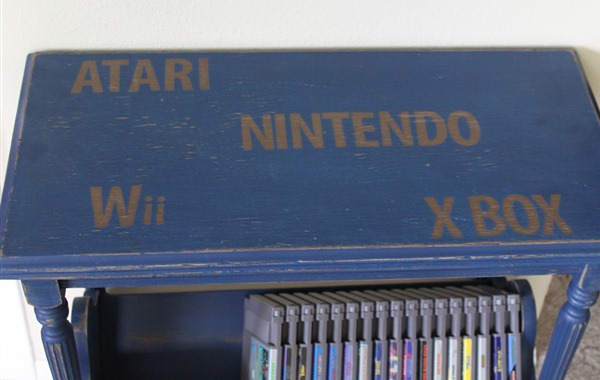 ATARI
NINTENDO
Wii
X BOX